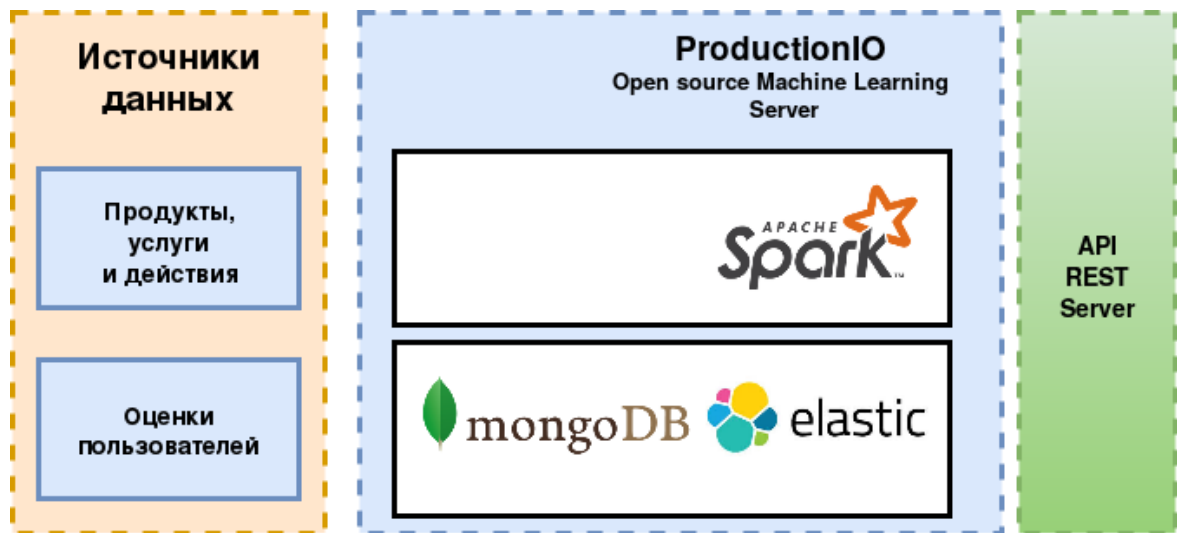 Источники
данных
Продукты,
услуги
и действия
Оценки
пользователей
ProductionIO
Open source Machine Learning
Server
APACHE
Spark™
mongoDB
elastic
API
REST
Server